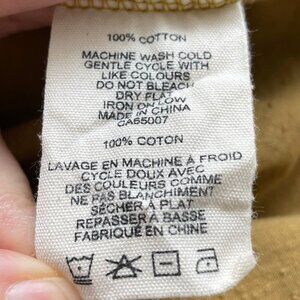 100% COTTON
MACHINE WASH COLD
GENTLE CYCLE WITH
LIKE COLOURS
DO NOT BLEACH
DRY FLAT
IRON ON LOW
MADE IN CHINA
CA65007
100% COTON
LAVAGE EN MACHINE À FROID
CYCLE DOUX AVEC
DES COULEURS COMME
NE PAS BLANCHIMENT
SÉCHER À PLAT
REPASSER À BASSE
FABRIQUÉ EN CHINE